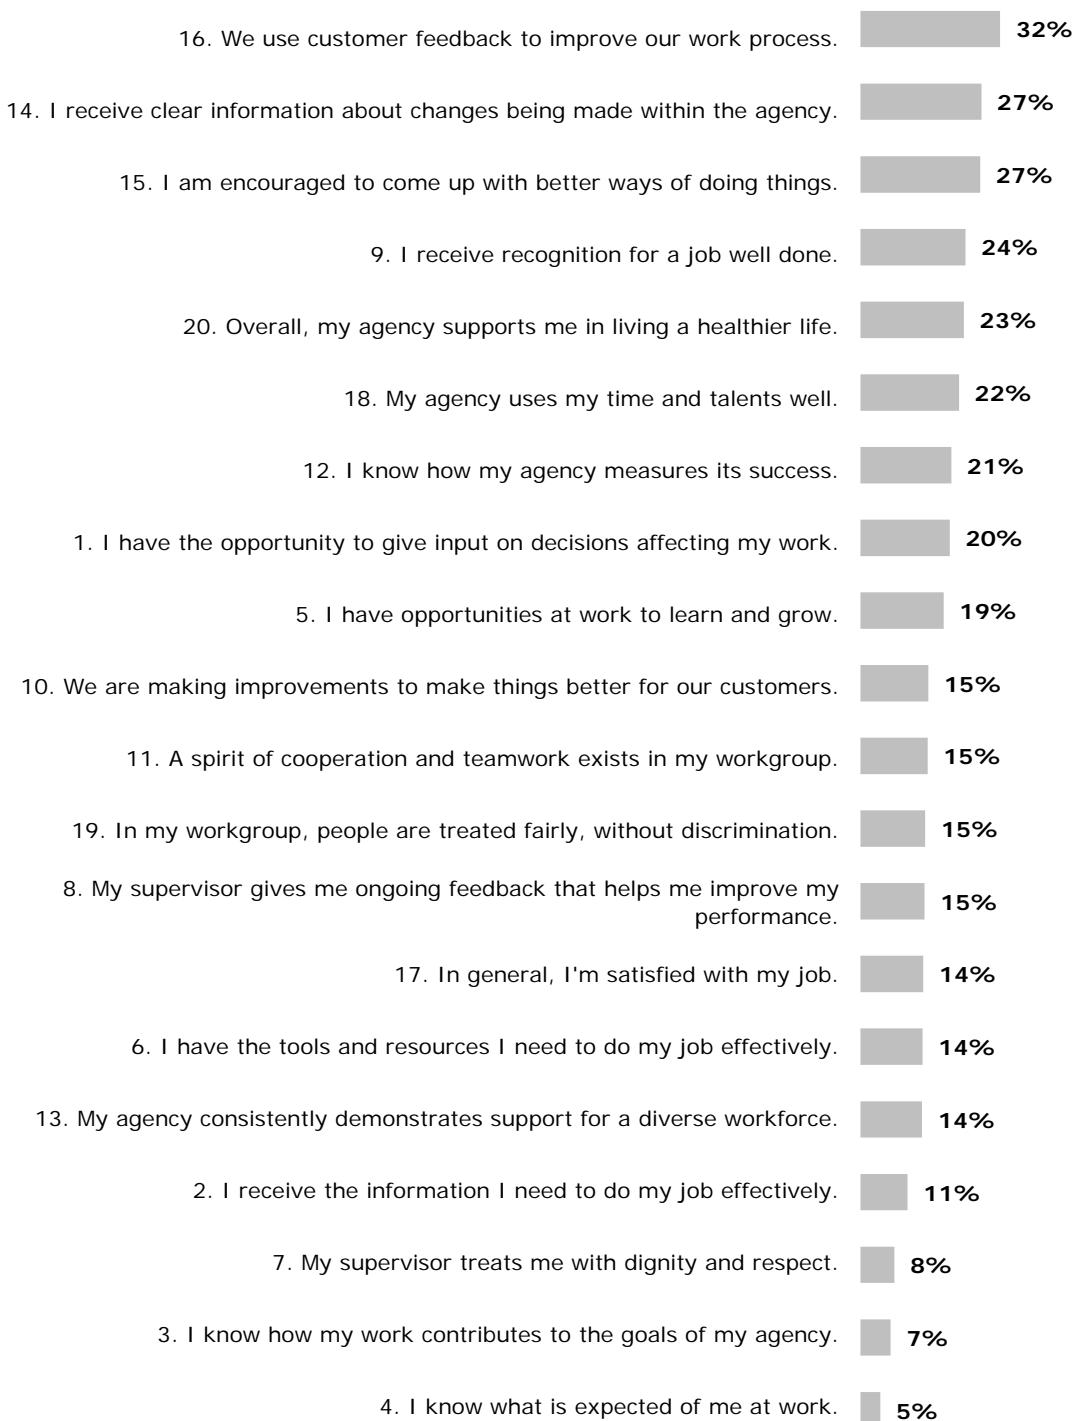 16. We use customer feedback to improve our work process. 32%
14. I receive clear information about changes being made within the agency. 27%
15. I am encouraged to come up with better ways of doing things. 27%
9. I receive recognition for a job well done. 24%
20. Overall, my agency supports me in living a healthier life. 23%
18. My agency uses my time and talents well. 22%
12. I know how my agency measures its success. 21%
1. I have the opportunity to give input on decisions affecting my work. 20%
5. I have opportunities at work to learn and grow. 19%
10. We are making improvements to make things better for our customers. 15%
11. A spirit of cooperation and teamwork exists in my workgroup. 15%
19. In my workgroup, people are treated fairly, without discrimination. 15%
8. My supervisor gives me ongoing feedback that helps me improve my
performance. 15%
17. In general, I'm satisfied with my job. 14%
6. I have the tools and resources I need to do my job effectively. 14%
13. My agency consistently demonstrates support for a diverse workforce. 14%
2. I receive the information I need to do my job effectively. 11%
7. My supervisor treats me with dignity and respect. 8%
3. I know how my work contributes to the goals of my agency. 7%
4. I know what is expected of me at work. 5%